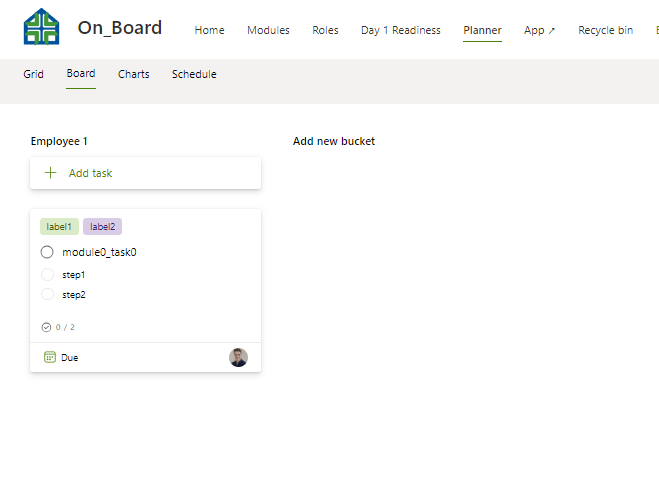 On_Board
Home Modules Roles Day 1 Readiness Planner App ↗ Recycle bin
Grid Board Charts Schedule
Employee 1 Add new bucket
+ Add task
label1 label2
module0_task0
step1
step2
0 / 2
Due